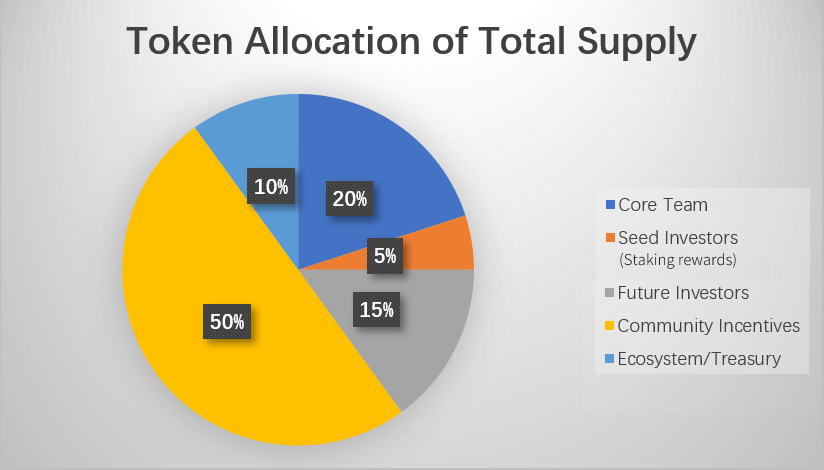 Token Allocation of Total Supply
10%
20%
5%
15%
50%
Core Team
Seed Investors
(Staking rewards)
Future Investors
Community Incentives
Ecosystem/Treasury